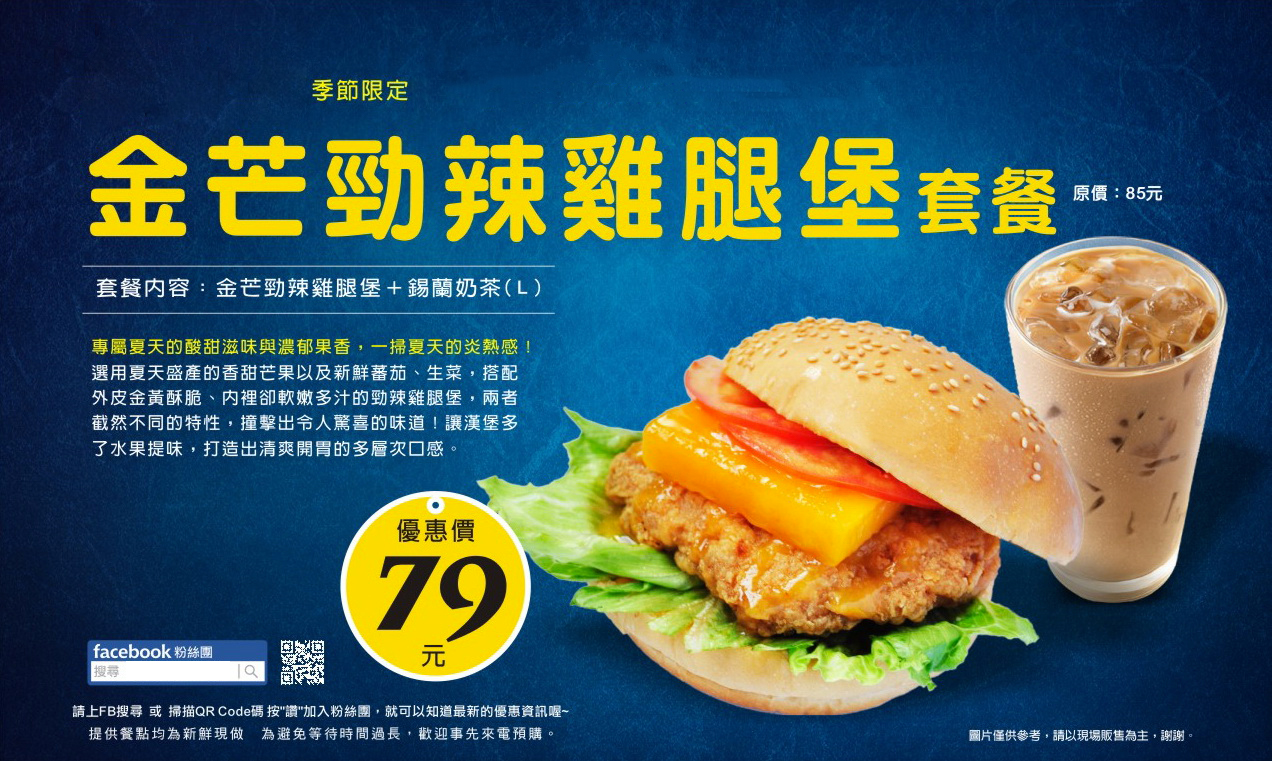 季節限定
金芒勁辣雞腿堡套餐 原價：85元
套餐內容：金芒勁辣雞腿堡＋錫蘭奶茶(L)
專屬夏天的酸甜滋味與濃郁果香，一掃夏天的炎熱感！
選用夏天盛產的香甜芒果以及新鮮蕃茄、生菜，搭配
外皮金黃酥脆、內裡卻軟嫩多汁的勁辣雞腿堡，兩者
截然不同的特性，撞擊出令人驚喜的味道！讓漢堡多
了水果提味，打造出清爽開胃的多層次口感。
優惠價
79
元
facebook 粉絲團
搜尋
請上FB搜尋 或 掃描QR Code碼 按"讚"加入粉絲團，就可以知道最新的優惠資訊喔~
提供餐點均為新鮮現做 為避免等待時間過長，歡迎事先來電預購。
圖片僅供參考，請以現場販售為主，謝謝。